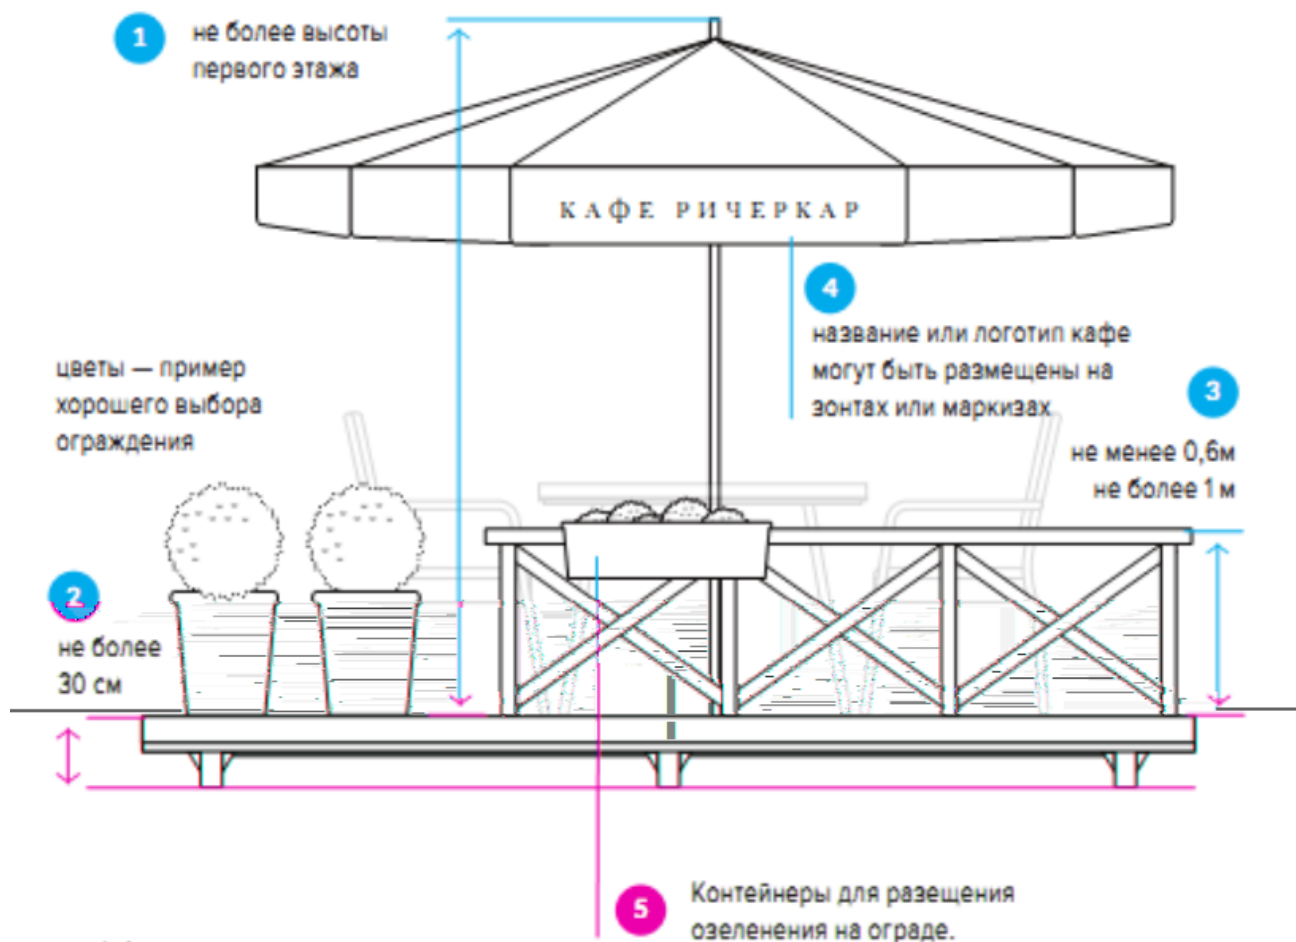 1
не более высоты
первого этажа
КАФЕ РИЧЕРКАР
4
название или логотип кафе
могут быть размещены на
зонтах или маркизах
цветы — пример
хорошего выбора
ограждения
3
не менее 0,6м
не более 1 м
2
не более
30 см
5
Контейнеры для разещения
озеленения на ограде.